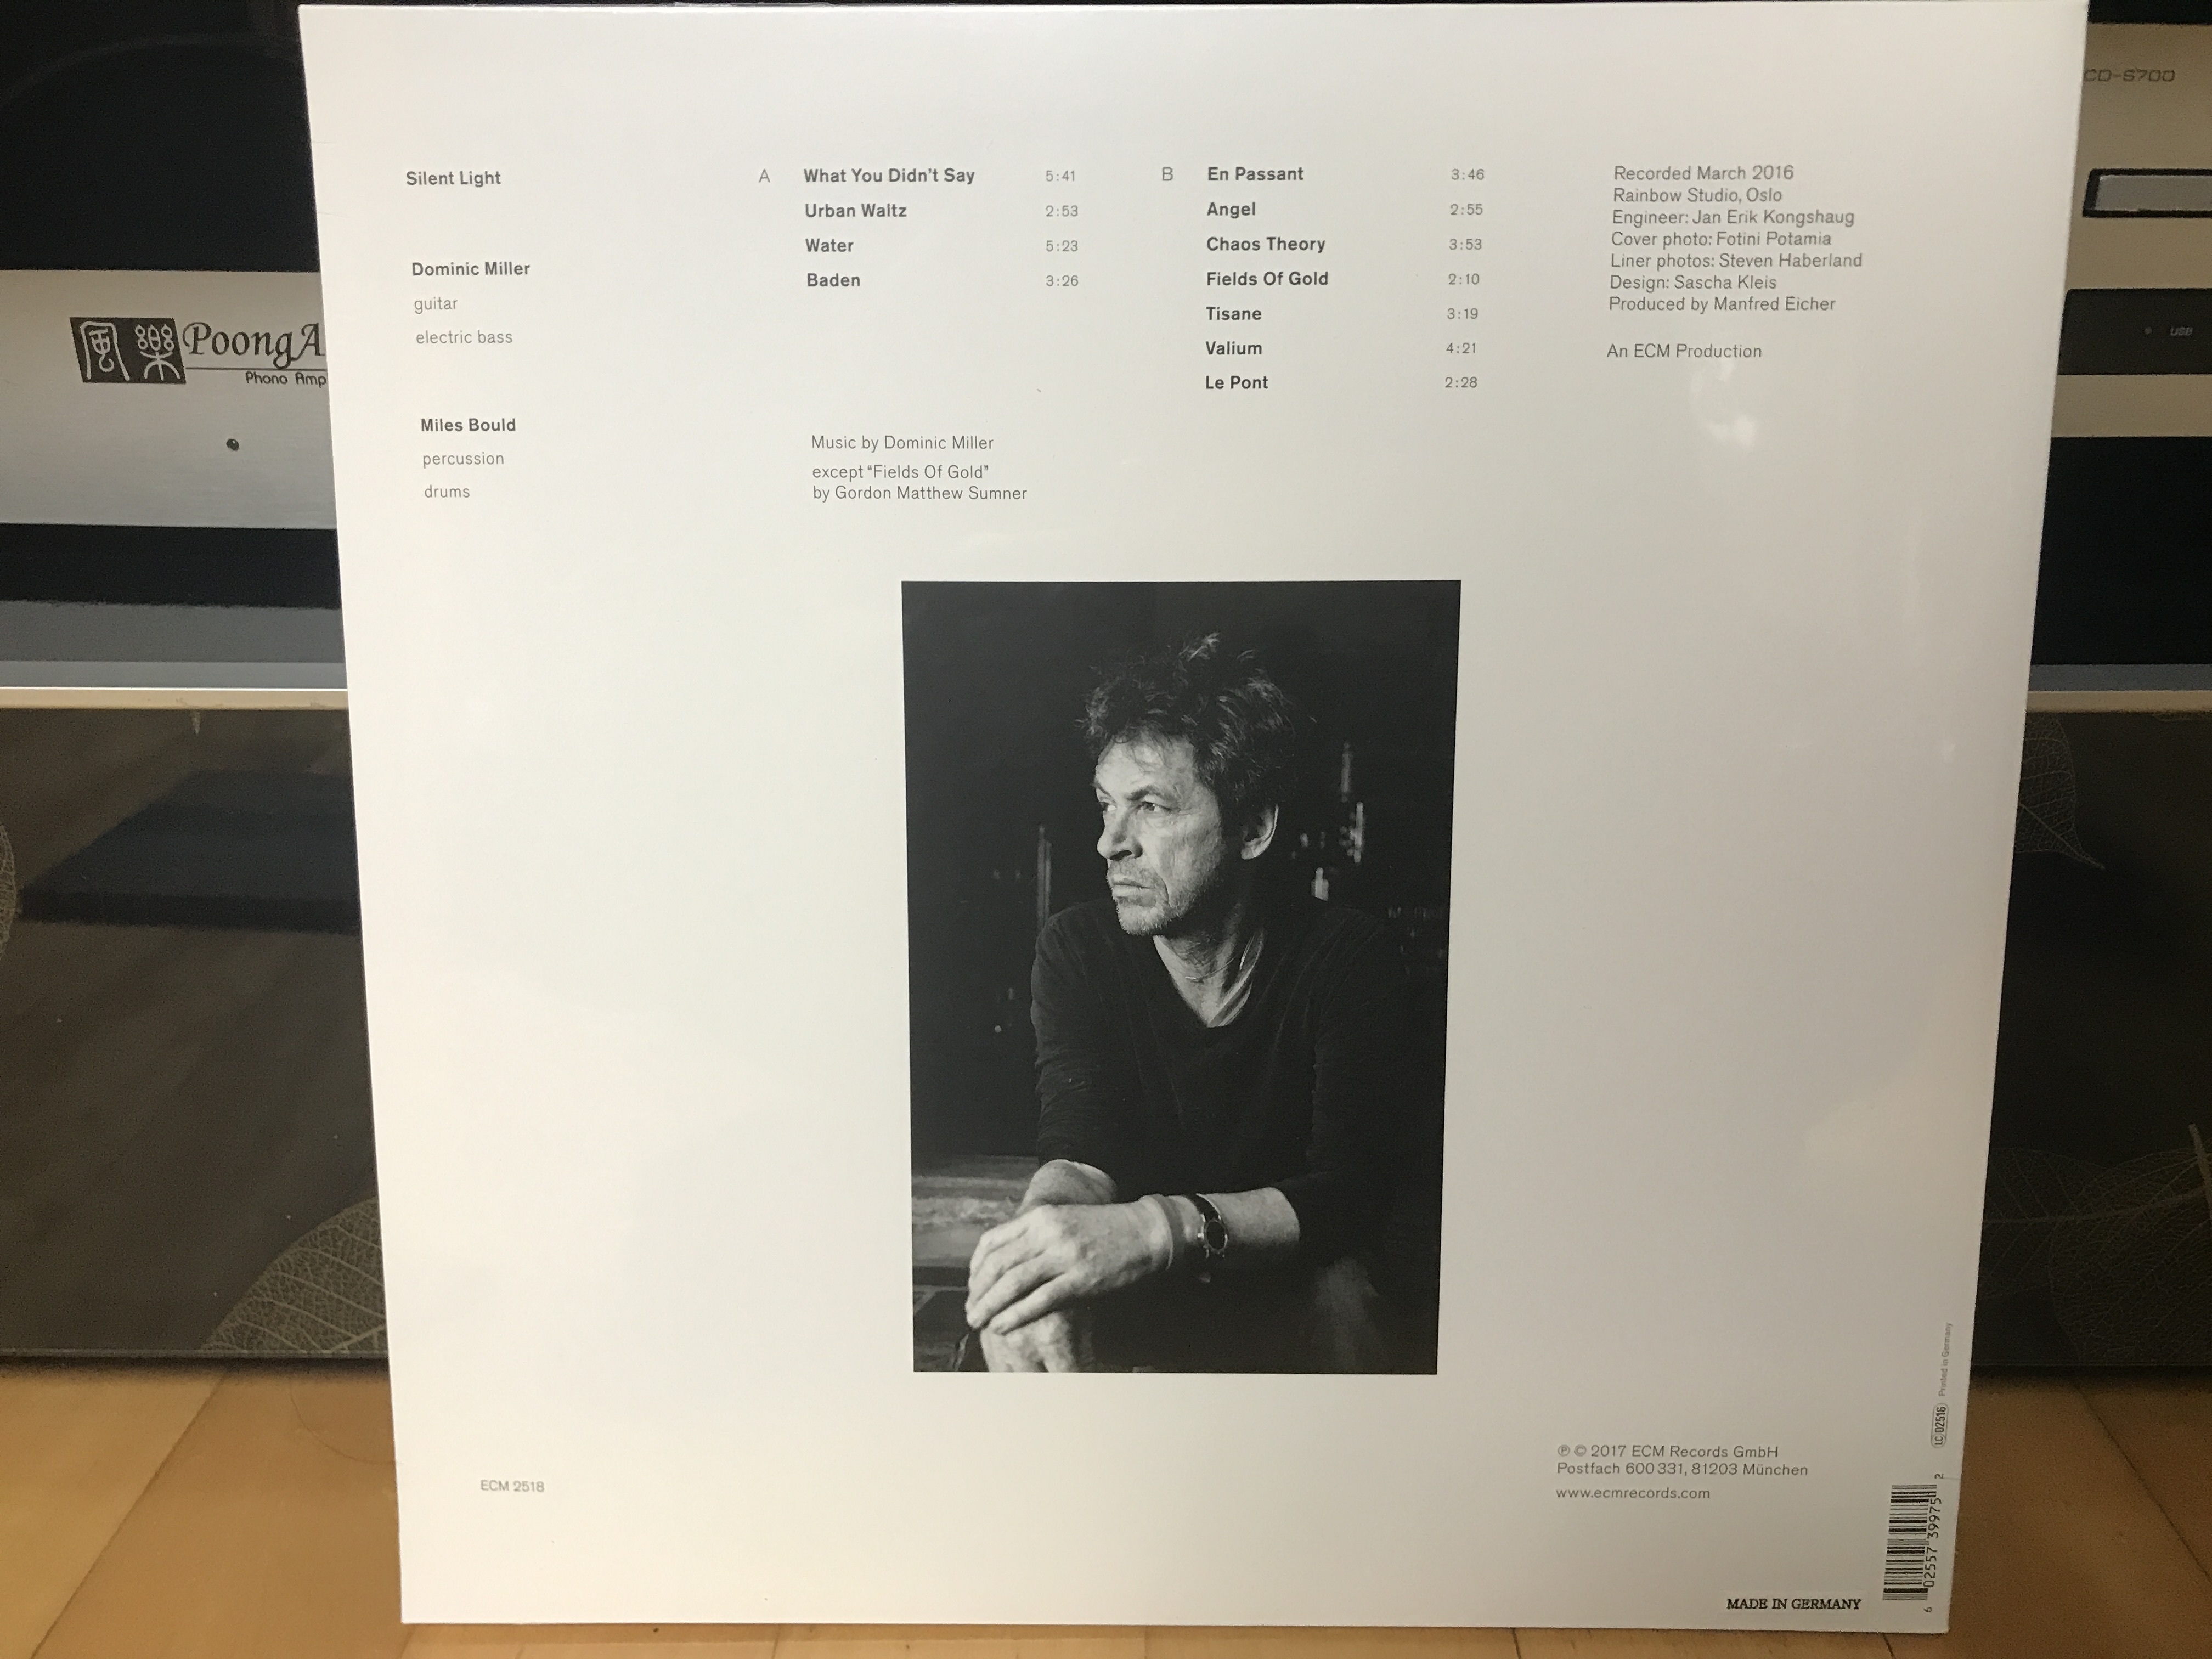 Silent Light
Dominic Miller
guitar
electric bass
Miles Bould
percussion
drums
A What You Didn't Say 5:41
Urban Waltz 2:53
Water 5:23
Baden 3:26
Music by Dominic Miller
except “Fields Of Gold”
by Gordon Matthew Sumner
B En Passant 3:46
Angel 2:55
Chaos Theory 3:53
Fields Of Gold 2:10
Tisane 3:19
Valium 4:21
Le Pont 2:28
Recorded March 2016
Rainbow Studio, Oslo
Engineer: Jan Erik Kongshaug
Cover photo: Fotini Potamia
Liner photos: Steven Haberland
Design: Sascha Kleis
Produced by Manfred Eicher
An ECM Production
ECM 2518
℗ © 2017 ECM Records GmbH
Postfach 600 331, 81203 München
www.ecmrecords.com
MADE IN GERMANY
6 02557 39975 2
LC 02516
Printed in Germany
風樂 PoongA
Phono Amp
CD-S700
USB